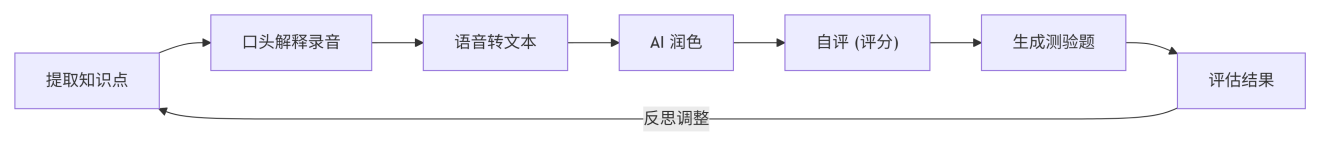 提取知识点
口头解释录音
语音转文本
AI 润色
自评 (评分)
生成测验题
评估结果
反思调整